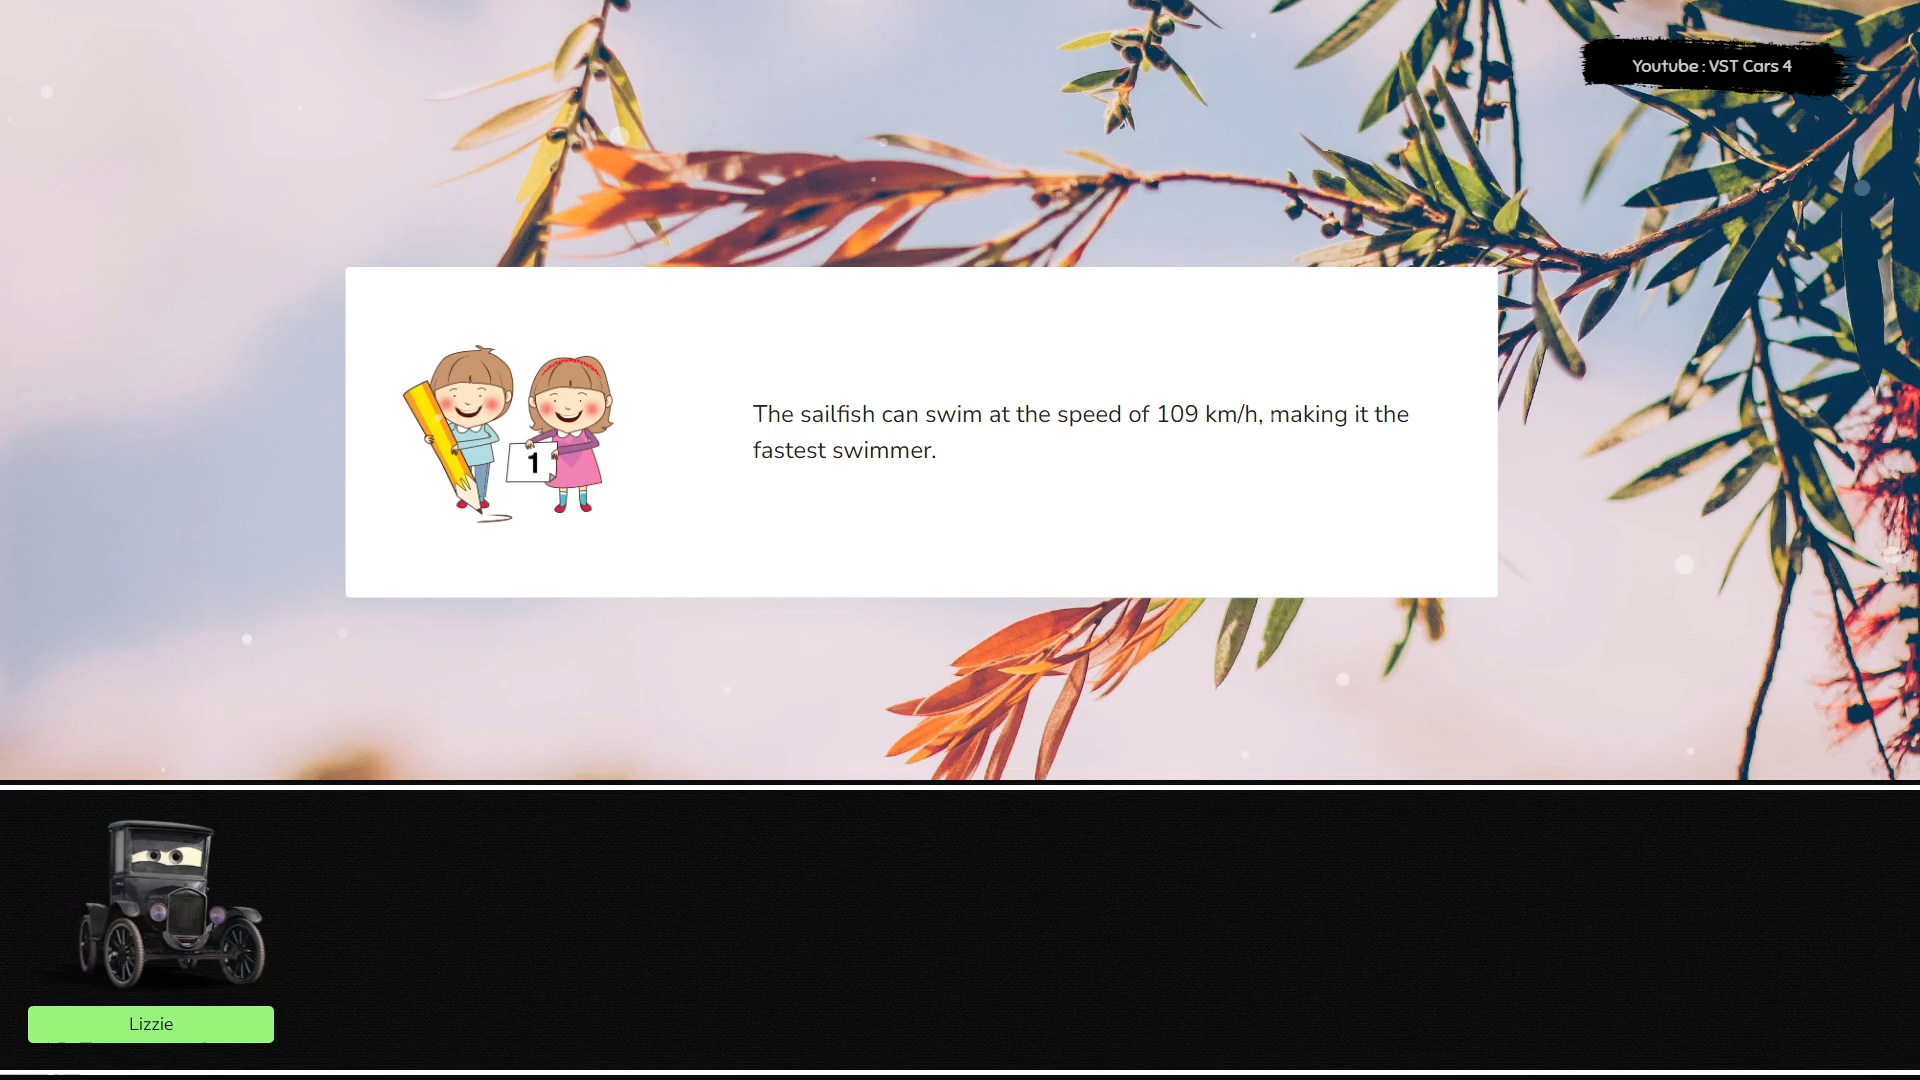 Youtube : VST Cars 4
The sailfish can swim at the speed of 109 km/h, making it the
fastest swimmer.
1
Lizzie